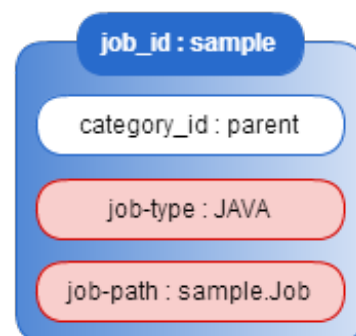 job_id : sample
category_id : parent
job-type : JAVA
job-path : sample.Job